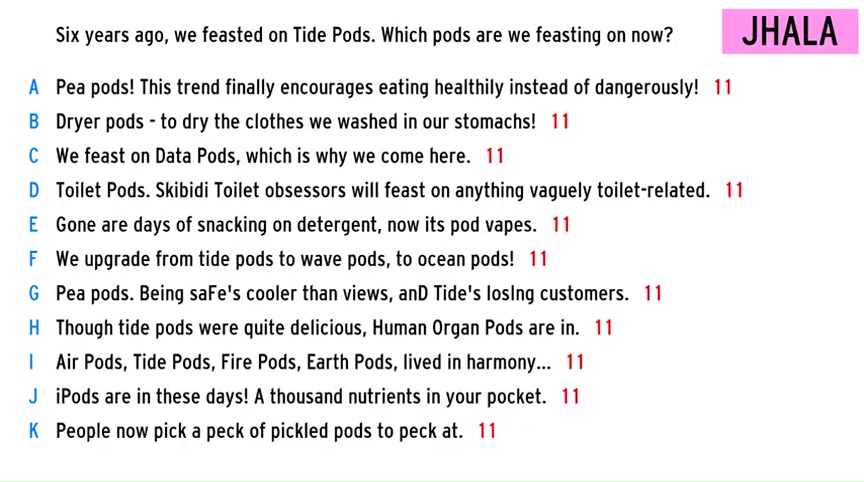 Six years ago, we feasted on Tide Pods. Which pods are we feasting on now?
JHALA
A Pea pods! This trend finally encourages eating healthily instead of dangerously! 11
B Dryer pods - to dry the clothes we washed in our stomachs! 11
C We feast on Data Pods, which is why we come here. 11
D Toilet Pods. Skibidi Toilet obsessors will feast on anything vaguely toilet-related. 11
E Gone are days of snacking on detergent, now its pod vapes. 11
F We upgrade from tide pods to wave pods, to ocean pods! 11
G Pea pods. Being saFe's cooler than views, anD Tide's losIng customers. 11
H Though tide pods were quite delicious, Human Organ Pods are in. 11
I Air Pods, Tide Pods, Fire Pods, Earth Pods, lived in harmony... 11
J iPods are in these days! A thousand nutrients in your pocket. 11
K People now pick a peck of pickled pods to peck at. 11